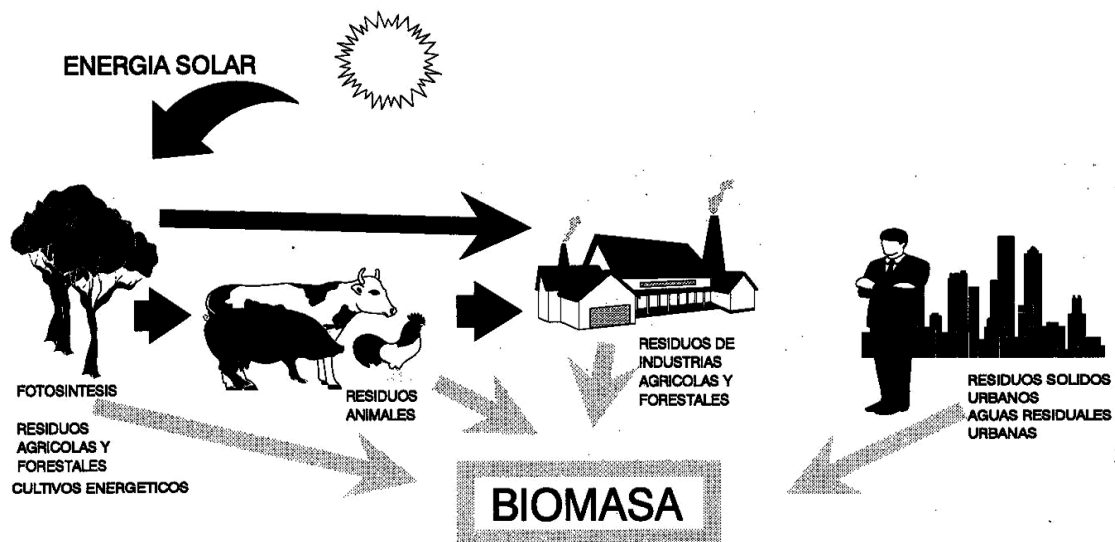 ENERGIA SOLAR
FOTOSINTESIS
RESIDUOS
AGRICOLAS Y
FORESTALES
CULTIVOS ENERGETICOS
RESIDUOS
ANIMALES
RESIDUOS DE
INDUSTRIAS
AGRICOLAS Y
FORESTALES
RESIDUOS SOLIDOS
URBANOS
AGUAS RESIDUALES
URBANAS
BIOMASA